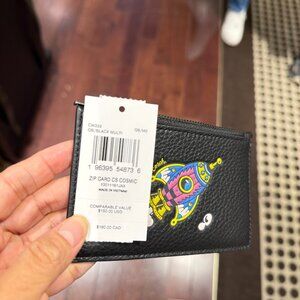 QB/BLACK MULTI
1 96395 54873 6
ZIP CARD CS COSMIC
MADE IN VIETNAM
COMPARABLE VALUE
$150.00 USD
$180.00 CAD